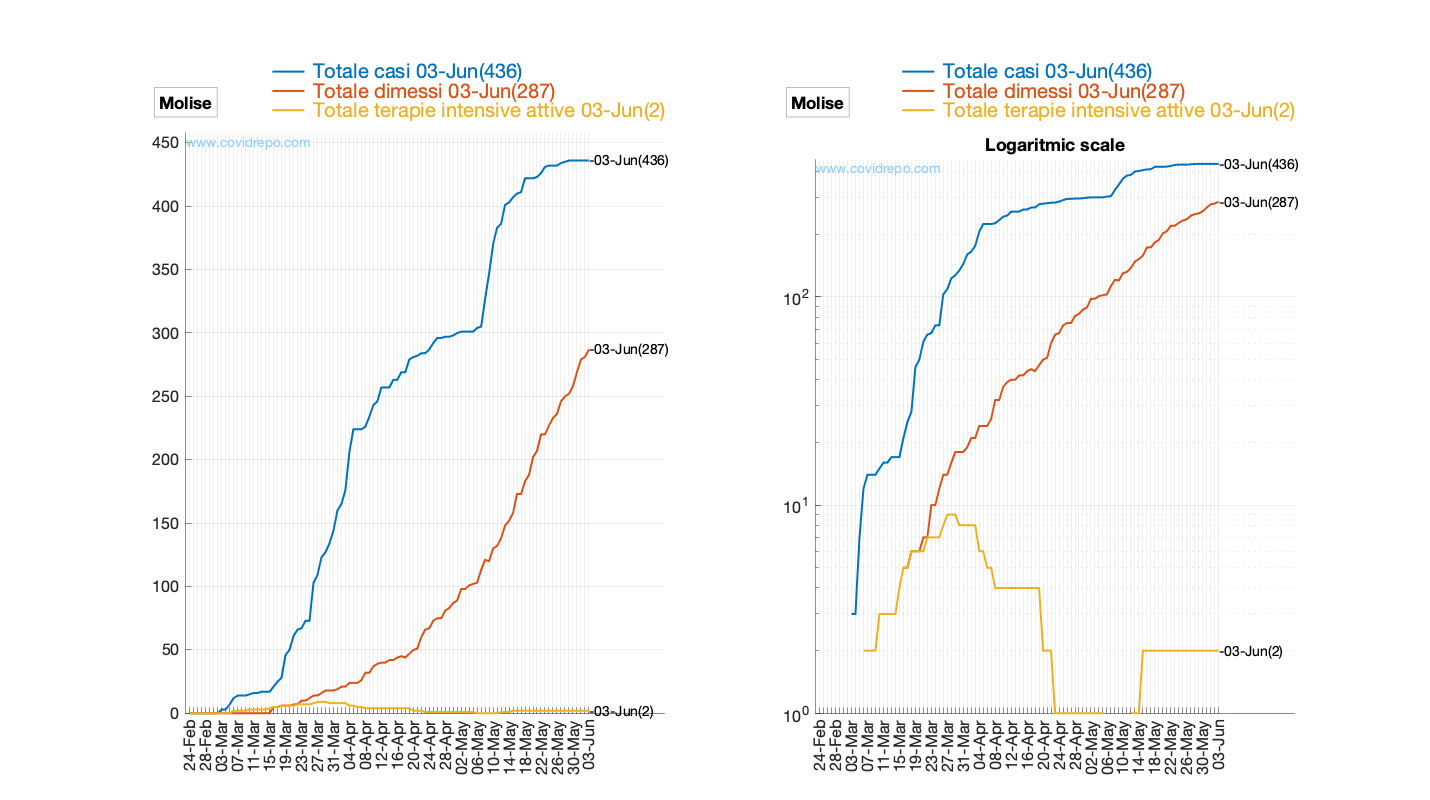 Totale casi 03-Jun(436)
Totale dimessi 03-Jun(287)
Totale terapie intensive attive 03-Jun(2)
Molise
www.covidrepo.com
450
400
350
300
250
200
150
100
50
0
-03-Jun(436)
-03-Jun(287)
-03-Jun(2)
24-Feb
28-Feb
03-Mar
07-Mar
11-Mar
15-Mar
19-Mar
23-Mar
27-Mar
31-Mar
04-Apr
08-Apr
12-Apr
16-Apr
20-Apr
24-Apr
28-Apr
02-May
06-May
10-May
14-May
18-May
22-May
26-May
30-May
03-Jun
Totale casi 03-Jun(436)
Totale dimessi 03-Jun(287)
Totale terapie intensive attive 03-Jun(2)
Molise
Logaritmic scale
www.covidrepo.com
10²
10¹
10⁰
-03-Jun(436)
-03-Jun(287)
-03-Jun(2)
24-Feb
28-Feb
03-Mar
07-Mar
11-Mar
15-Mar
19-Mar
23-Mar
27-Mar
31-Mar
04-Apr
08-Apr
12-Apr
16-Apr
20-Apr
24-Apr
28-Apr
02-May
06-May
10-May
14-May
18-May
22-May
26-May
30-May
03-Jun